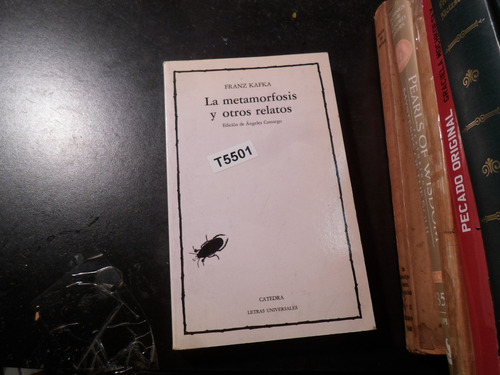 FRANZ KAFKA
La metamorfosis
y otros relatos
Edición de Ángeles Camargo
T5501
CATEDRA
LETRAS UNIVERSALES
PEARLS OF WISDOM
PECADO ORIGINAL